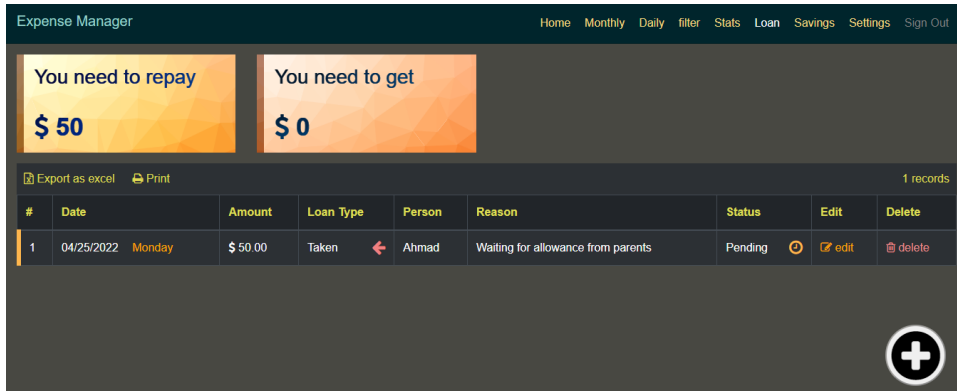 Expense Manager Home Monthly Daily filter Stats Loan Savings Settings Sign Out
You need to repay
$ 50
You need to get
$ 0
Export as excel Print 1 records
# Date Amount Loan Type Person Reason Status Edit Delete
1 04/25/2022 Monday $ 50.00 Taken Ahmad Waiting for allowance from parents Pending edit delete